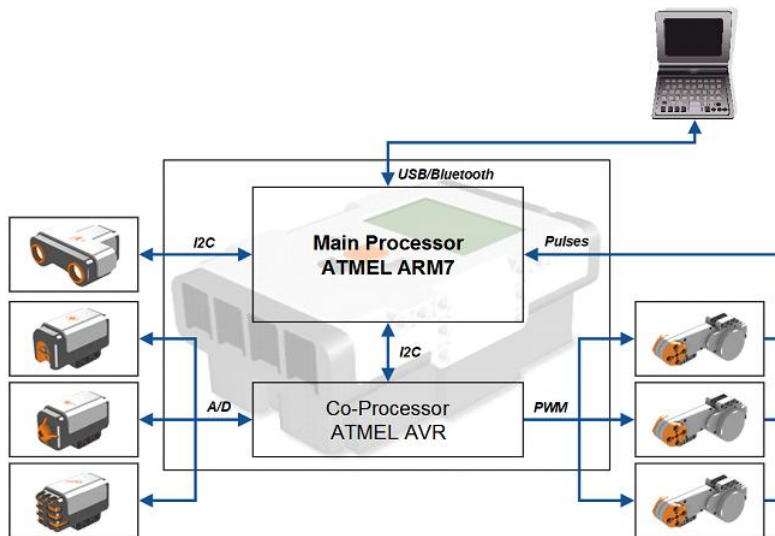 USB/Bluetooth
I2C
Main Processor
ATMEL ARM7
Pulses
I2C
A/D
Co-Processor
ATMEL AVR
PWM